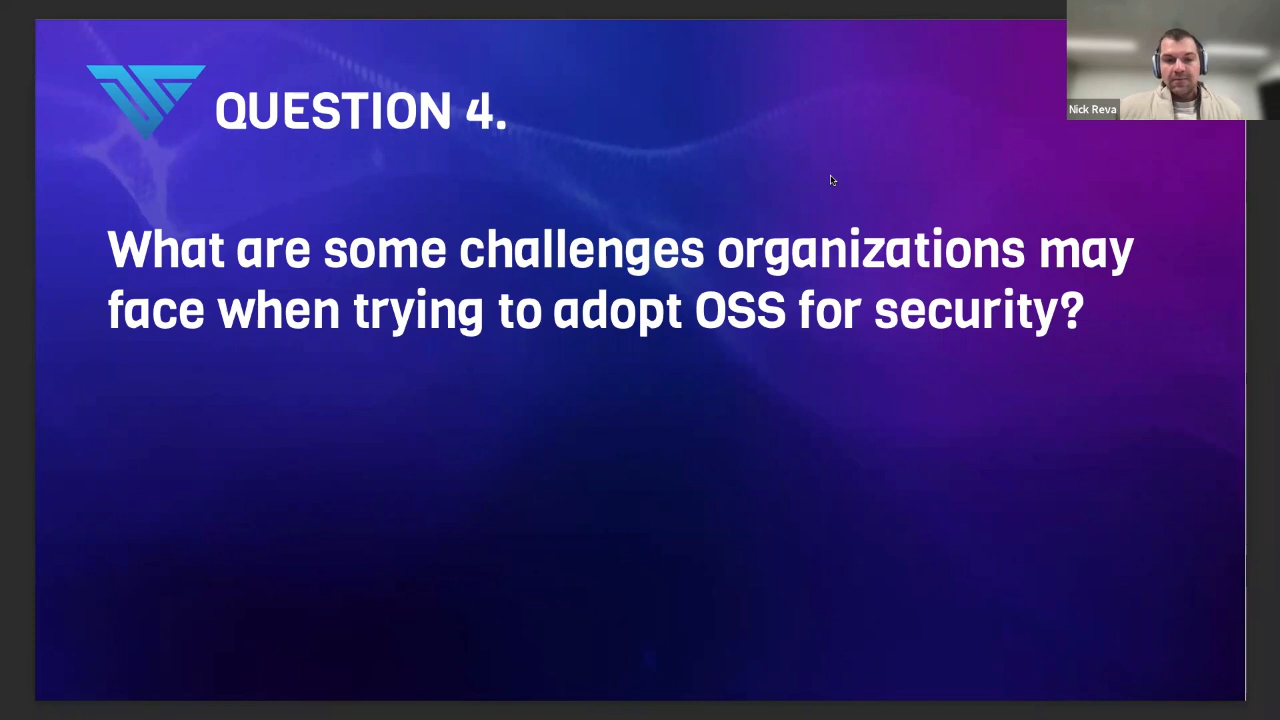 QUESTION 4.
Nick Reva
What are some challenges organizations may
face when trying to adopt OSS for security?